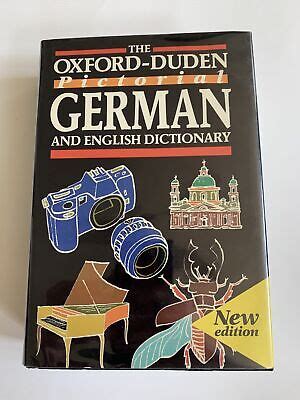 THE
OXFORD-DUDEN
Pictorial
GERMAN
AND ENGLISH DICTIONARY
New
edition